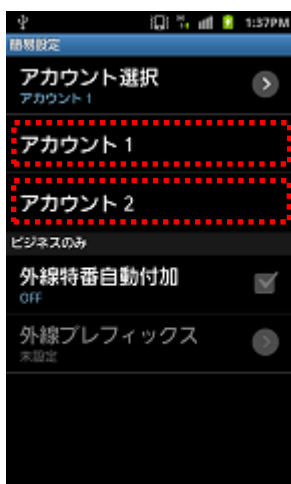 1:37PM
簡易設定
アカウント選択
アカウント1
アカウント 1
アカウント 2
ビジネスのみ
外線特番自動付加
OFF
外線プレフィックス
未設定